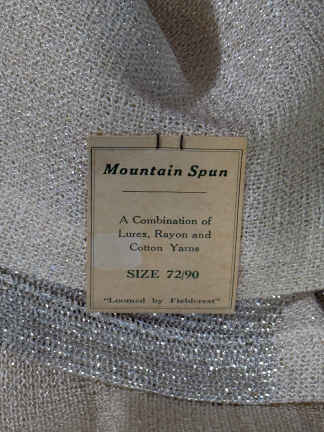 Mountain Spun
A Combination of
Lurex, Rayon and
Cotton Yarns
SIZE 72/90
"Loomed by Fieldcrest"